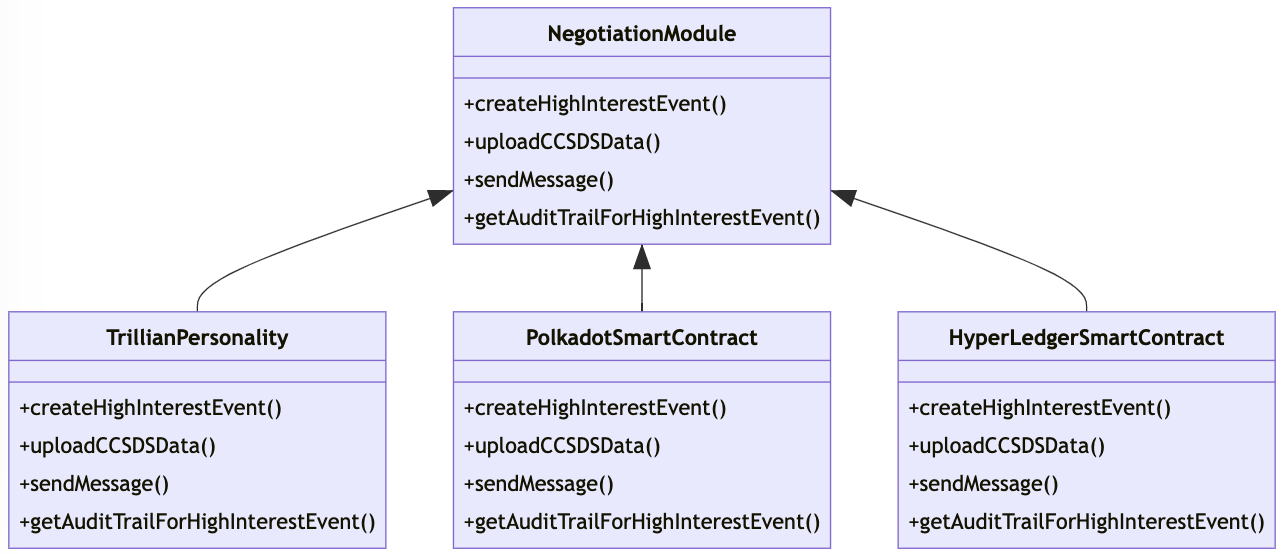 NegotiationModule
+createHighInterestEvent()
+uploadCCSDSData()
+sendMessage()
+getAuditTrailForHighInterestEvent()
TrillianPersonality
+createHighInterestEvent()
+uploadCCSDSData()
+sendMessage()
+getAuditTrailForHighInterestEvent()
PolkadotSmartContract
+createHighInterestEvent()
+uploadCCSDSData()
+sendMessage()
+getAuditTrailForHighInterestEvent()
HyperLedgerSmartContract
+createHighInterestEvent()
+uploadCCSDSData()
+sendMessage()
+getAuditTrailForHighInterestEvent()